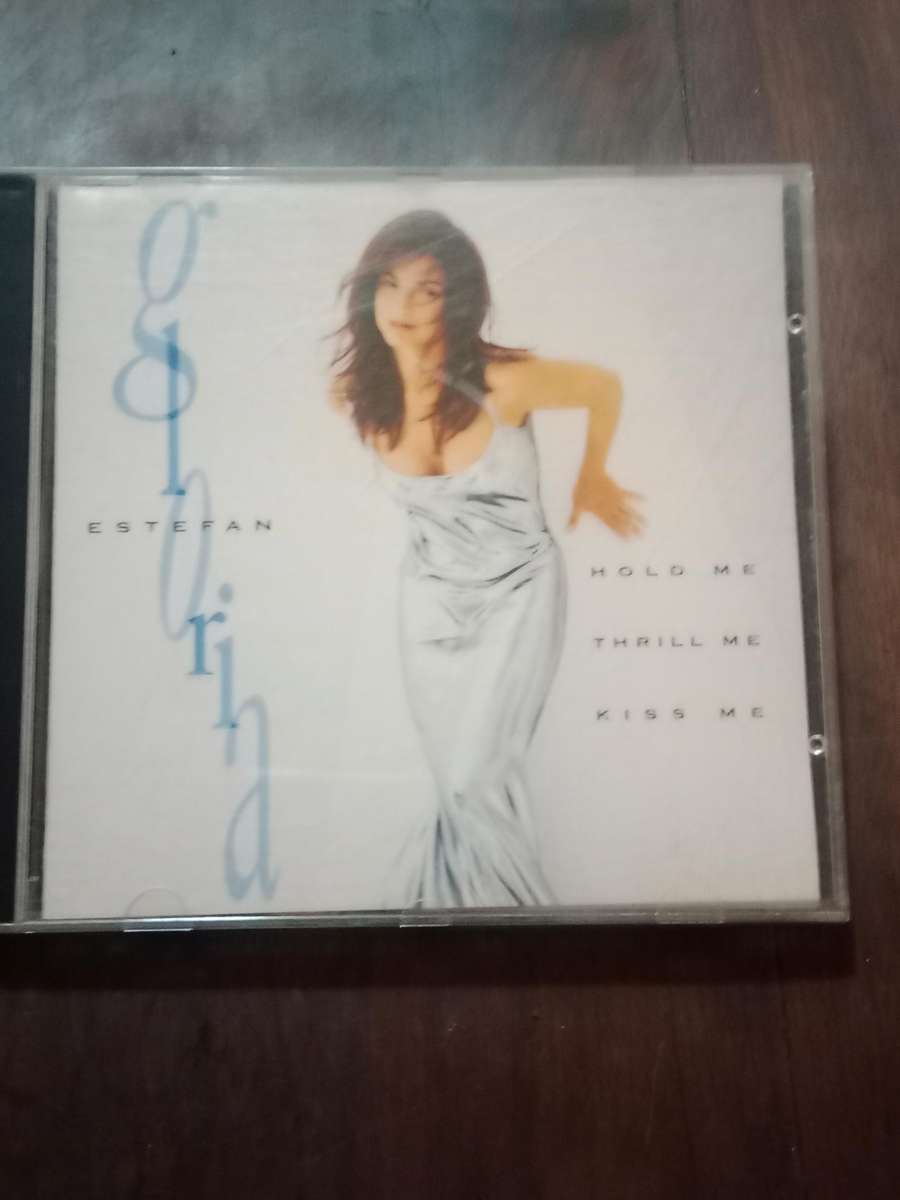 gloria
ESTEFAN
HOLD ME
THRILL ME
KISS ME